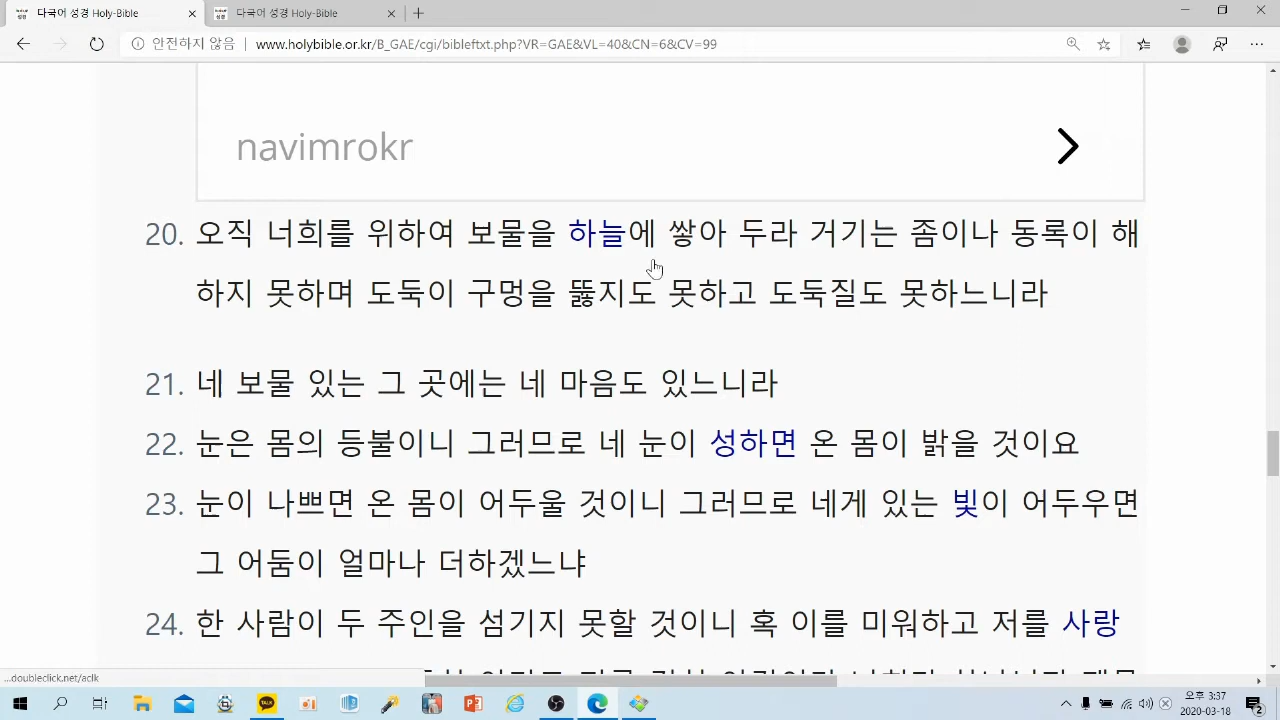 다국어 성경 Holy-Bible
다국어 성경 Holy-Bible
안전하지 않음 www.holybible.or.kr/B_GAE/cgi/bibleftxt.php?VR=GAE&VL=40&CN=6&CV=99
navimrokr
20. 오직 너희를 위하여 보물을 하늘에 쌓아 두라 거기는 좀이나 동록이 해
하지 못하며 도둑이 구멍을 뚫지도 못하고 도둑질도 못하느니라
21. 네 보물 있는 그 곳에는 네 마음도 있느니라
22. 눈은 몸의 등불이니 그러므로 네 눈이 성하면 온 몸이 밝을 것이요
23. 눈이 나쁘면 온 몸이 어두울 것이니 그러므로 네게 있는 빛이 어두우면
그 어둠이 얼마나 더하겠느냐
24. 한 사람이 두 주인을 섬기지 못할 것이니 혹 이를 미워하고 저를 사랑
...doubleclick.net/aclk
TALK
오후 3:37
2020-03-18
2